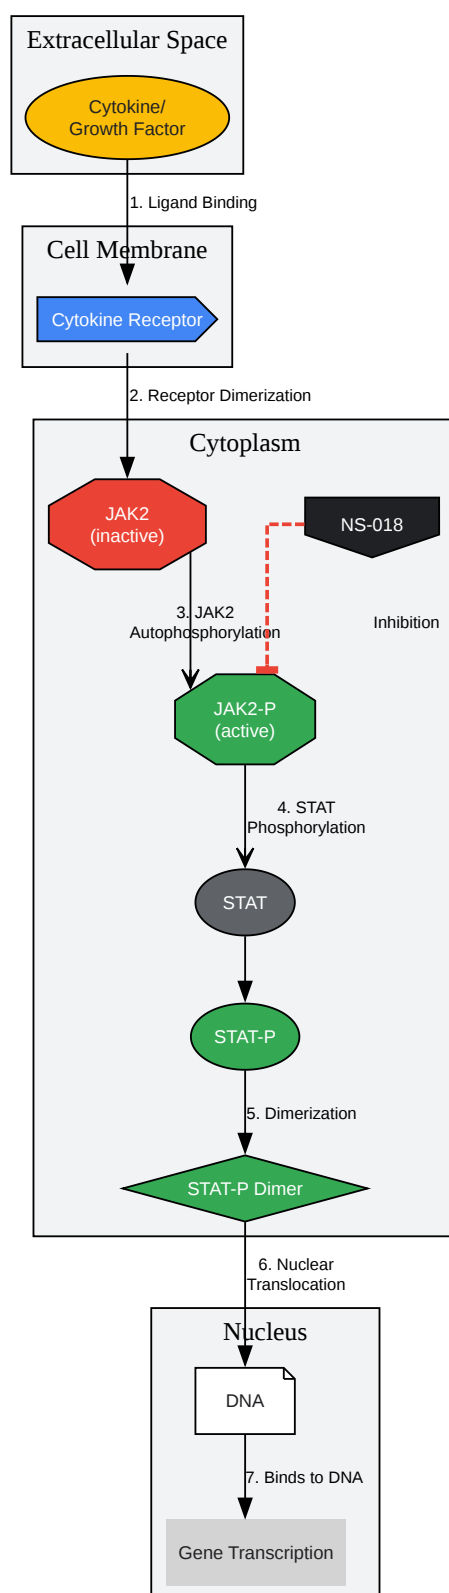 Extracellular Space
Cytokine/
Growth Factor
1. Ligand Binding
Cell Membrane
Cytokine Receptor
2. Receptor Dimerization
Cytoplasm
JAK2
(inactive)
NS-018
3. JAK2
Autophosphorylation
Inhibition
JAK2-P
(active)
4. STAT
Phosphorylation
STAT
STAT-P
5. Dimerization
STAT-P Dimer
6. Nuclear
Translocation
Nucleus
DNA
7. Binds to DNA
Gene Transcription